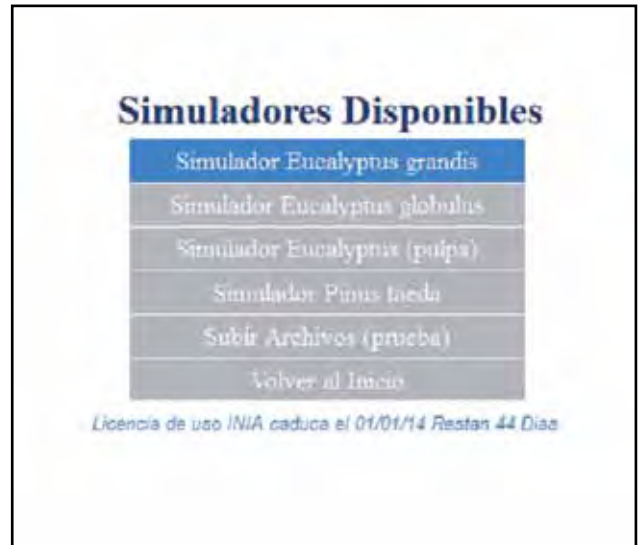 Simuladores Disponibles
Simulador Eucalyptus grandis
Simulador Eucalyptus globulus
Simulador Eucalyptus (pulpa)
Simulador Pinus taeda
Subir Archivos (prueba)
Volver al Inicio
Licencia de uso INIA caduca el 01/01/14 Restan 44 Dias